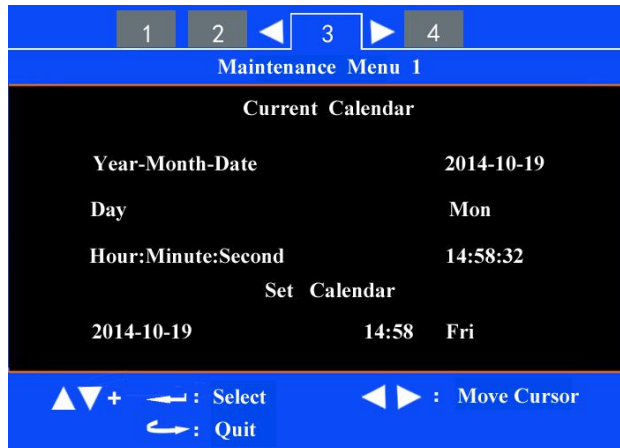 1 2 3 4
Maintenance Menu 1
Current Calendar
Year-Month-Date 2014-10-19
Day Mon
Hour:Minute:Second 14:58:32
Set Calendar
2014-10-19 14:58 Fri
+ : Select : Move Cursor
: Quit